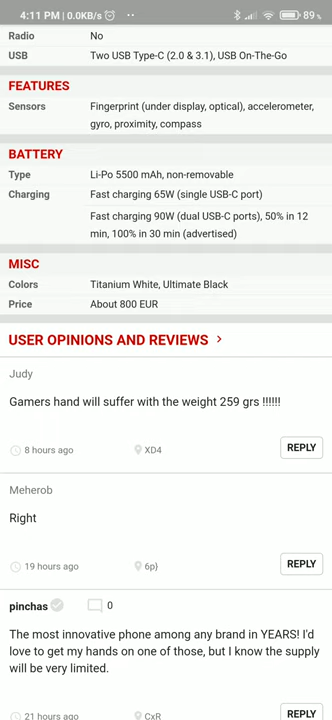 4:11 PM | 0.0KB/s ·· 89%
Radio No
USB Two USB Type-C (2.0 & 3.1), USB On-The-Go
FEATURES
Sensors Fingerprint (under display, optical), accelerometer,
gyro, proximity, compass
BATTERY
Type Li-Po 5500 mAh, non-removable
Charging Fast charging 65W (single USB-C port)
Fast charging 90W (dual USB-C ports), 50% in 12
min, 100% in 30 min (advertised)
MISC
Colors Titanium White, Ultimate Black
Price About 800 EUR
USER OPINIONS AND REVIEWS >
Judy
Gamers hand will suffer with the weight 259 grs !!!!!!
8 hours ago XD4 REPLY
Meherob
Right
19 hours ago 6p} REPLY
pinchas 0
The most innovative phone among any brand in YEARS! I'd
love to get my hands on one of those, but I know the supply
will be very limited.
21 hours ago CxR REPLY